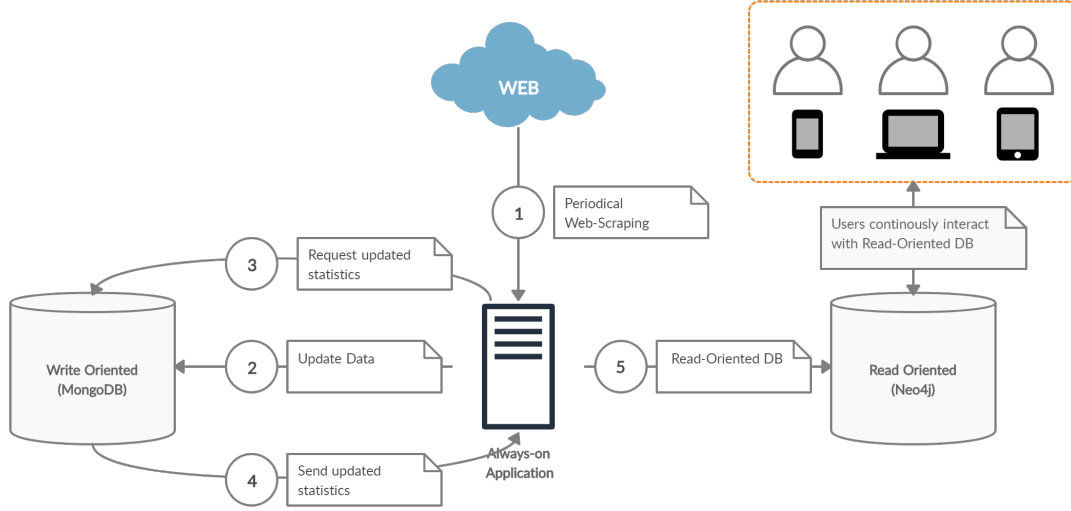 WEB
1
Periodical
Web-Scraping
Users continously interact
with Read-Oriented DB
3
Request updated
statistics
2
Update Data
Write Oriented
(MongoDB)
5
Read-Oriented DB
Read Oriented
(Neo4j)
4
Send updated
statistics
Always-on
Application